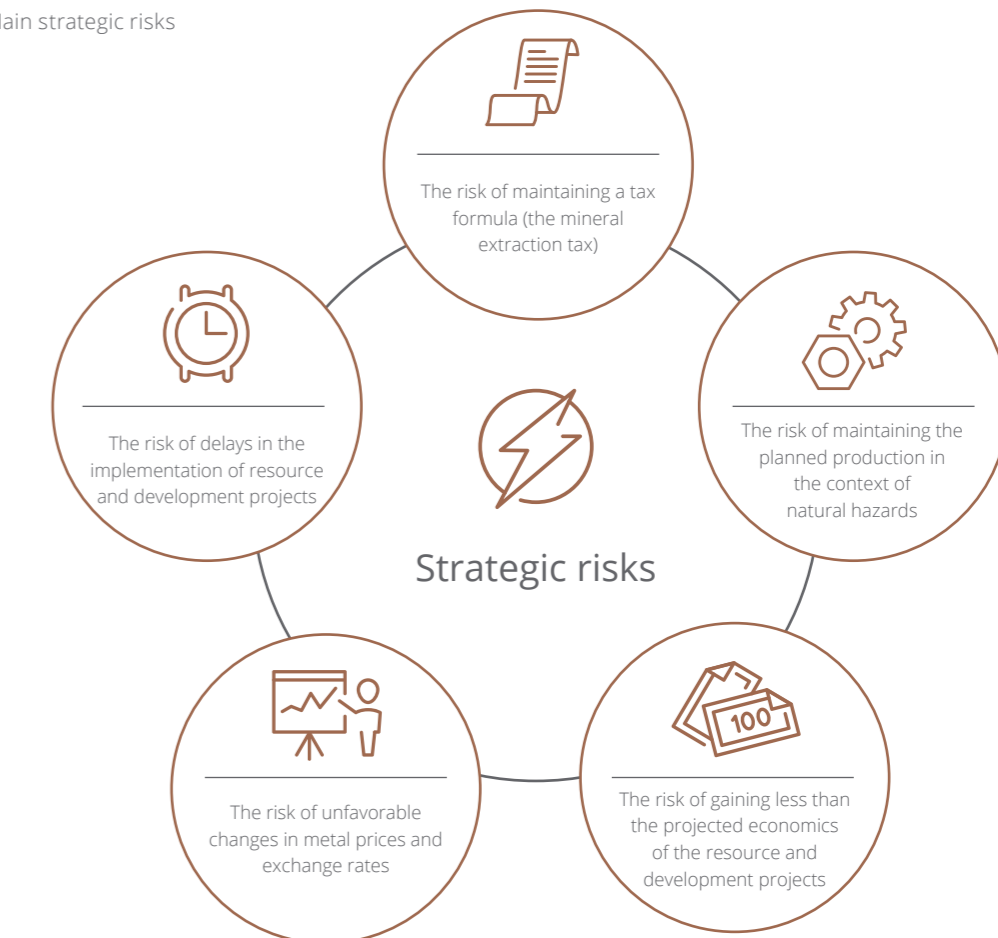 ain strategic risks
The risk of maintaining a tax
formula (the mineral
extraction tax)
The risk of delays in the
implementation of resource
and development projects
The risk of maintaining the
planned production in
the context of
natural hazards
Strategic risks
The risk of unfavorable
changes in metal prices and
exchange rates
100
The risk of gaining less than
the projected economics
of the resource and
development projects